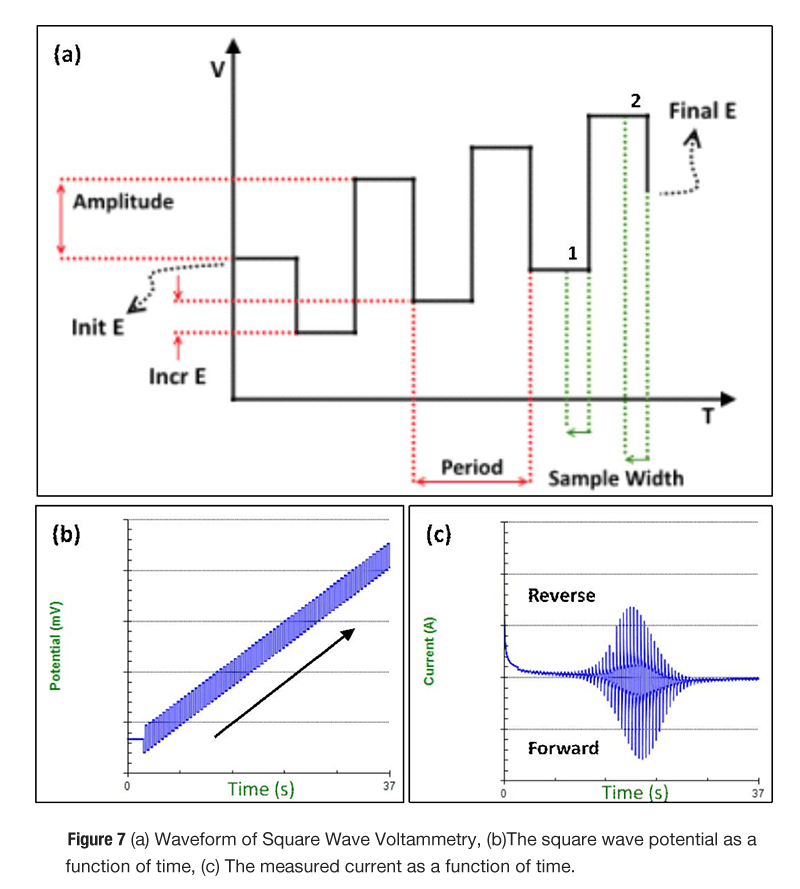 (a)
V
2
Final E
Amplitude
1
Init E
Incr E
T
Period
Sample Width
(b)
Potential (mV)
0
Time (s)
37
(c)
Reverse
Current (A)
Forward
0
Time (s)
37
Figure 7 (a) Waveform of Square Wave Voltammetry, (b)The square wave potential as a
function of time, (c) The measured current as a function of time.